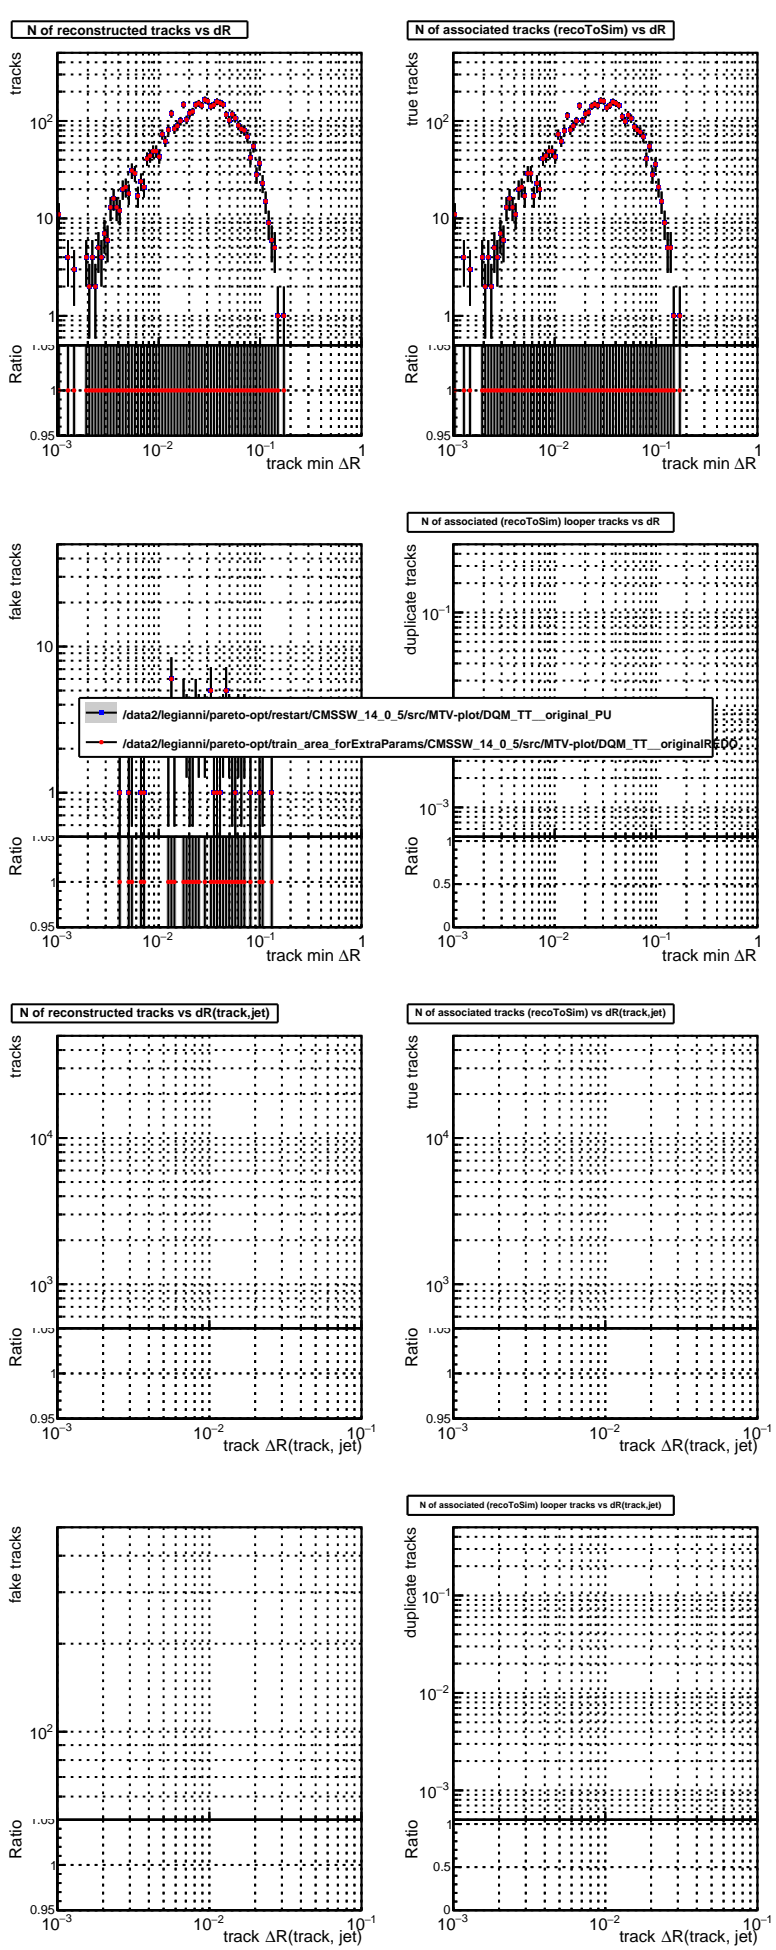 N of reconstructed tracks vs dR
tracks
10²
10
1
Ratio
1.05
1
0.95
10⁻³ 10⁻² 10⁻¹ 1
track min ΔR
N of associated tracks (recoToSim) vs dR
true tracks
10²
10
1
Ratio
1.05
1
0.95
10⁻³ 10⁻² 10⁻¹ 1
track min ΔR
fake tracks
10
1
Ratio
1.05
1
0.95
10⁻³ 10⁻² 10⁻¹ 1
track min ΔR
N of associated (recoToSim) looper tracks vs dR
duplicate tracks
10⁻¹
10⁻³
Ratio
1
0.5
0
10⁻³ 10⁻² 10⁻¹ 1
track min ΔR
/data2/legianni/pareto-opt/restart/CMSSW_14_0_5/src/MTV-plot/DQM_TT__original_PU
/data2/legianni/pareto-opt/train_area_forExtraParams/CMSSW_14_0_5/src/MTV-plot/DQM_TT__originalREDO
N of reconstructed tracks vs dR(track,jet)
tracks
10⁴
10³
Ratio
1.05
1
0.95
10⁻³ 10⁻² 10⁻¹
track ΔR(track, jet)
N of associated tracks (recoToSim) vs dR(track,jet)
true tracks
10⁴
10³
Ratio
1.05
1
0.95
10⁻³ 10⁻² 10⁻¹
track ΔR(track, jet)
fake tracks
10²
Ratio
1.05
1
0.95
10⁻³ 10⁻² 10⁻¹
track ΔR(track, jet)
N of associated (recoToSim) looper tracks vs dR(track,jet)
duplicate tracks
10⁻¹
10⁻²
10⁻³
Ratio
1
0.5
0
10⁻³ 10⁻² 10⁻¹
track ΔR(track, jet)